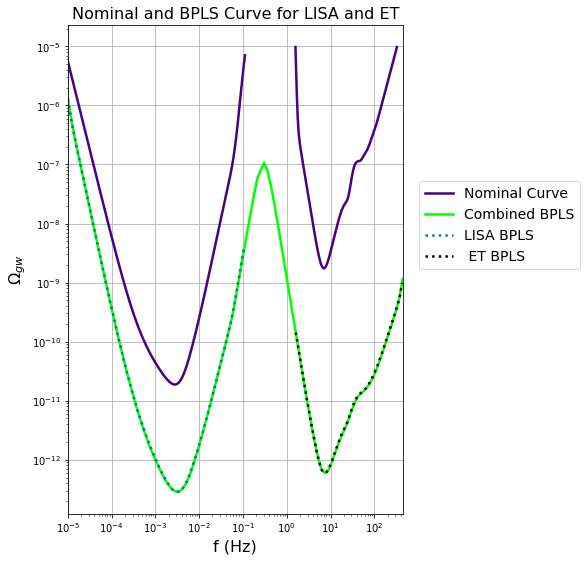 Nominal and BPLS Curve for LISA and ET
10⁻⁵
10⁻⁶
10⁻⁷
10⁻⁸
10⁻⁹
10⁻¹⁰
10⁻¹¹
10⁻¹²
Ω_gw
10⁻⁵ 10⁻⁴ 10⁻³ 10⁻² 10⁻¹ 10⁰ 10¹ 10²
f (Hz)
Nominal Curve
Combined BPLS
LISA BPLS
ET BPLS